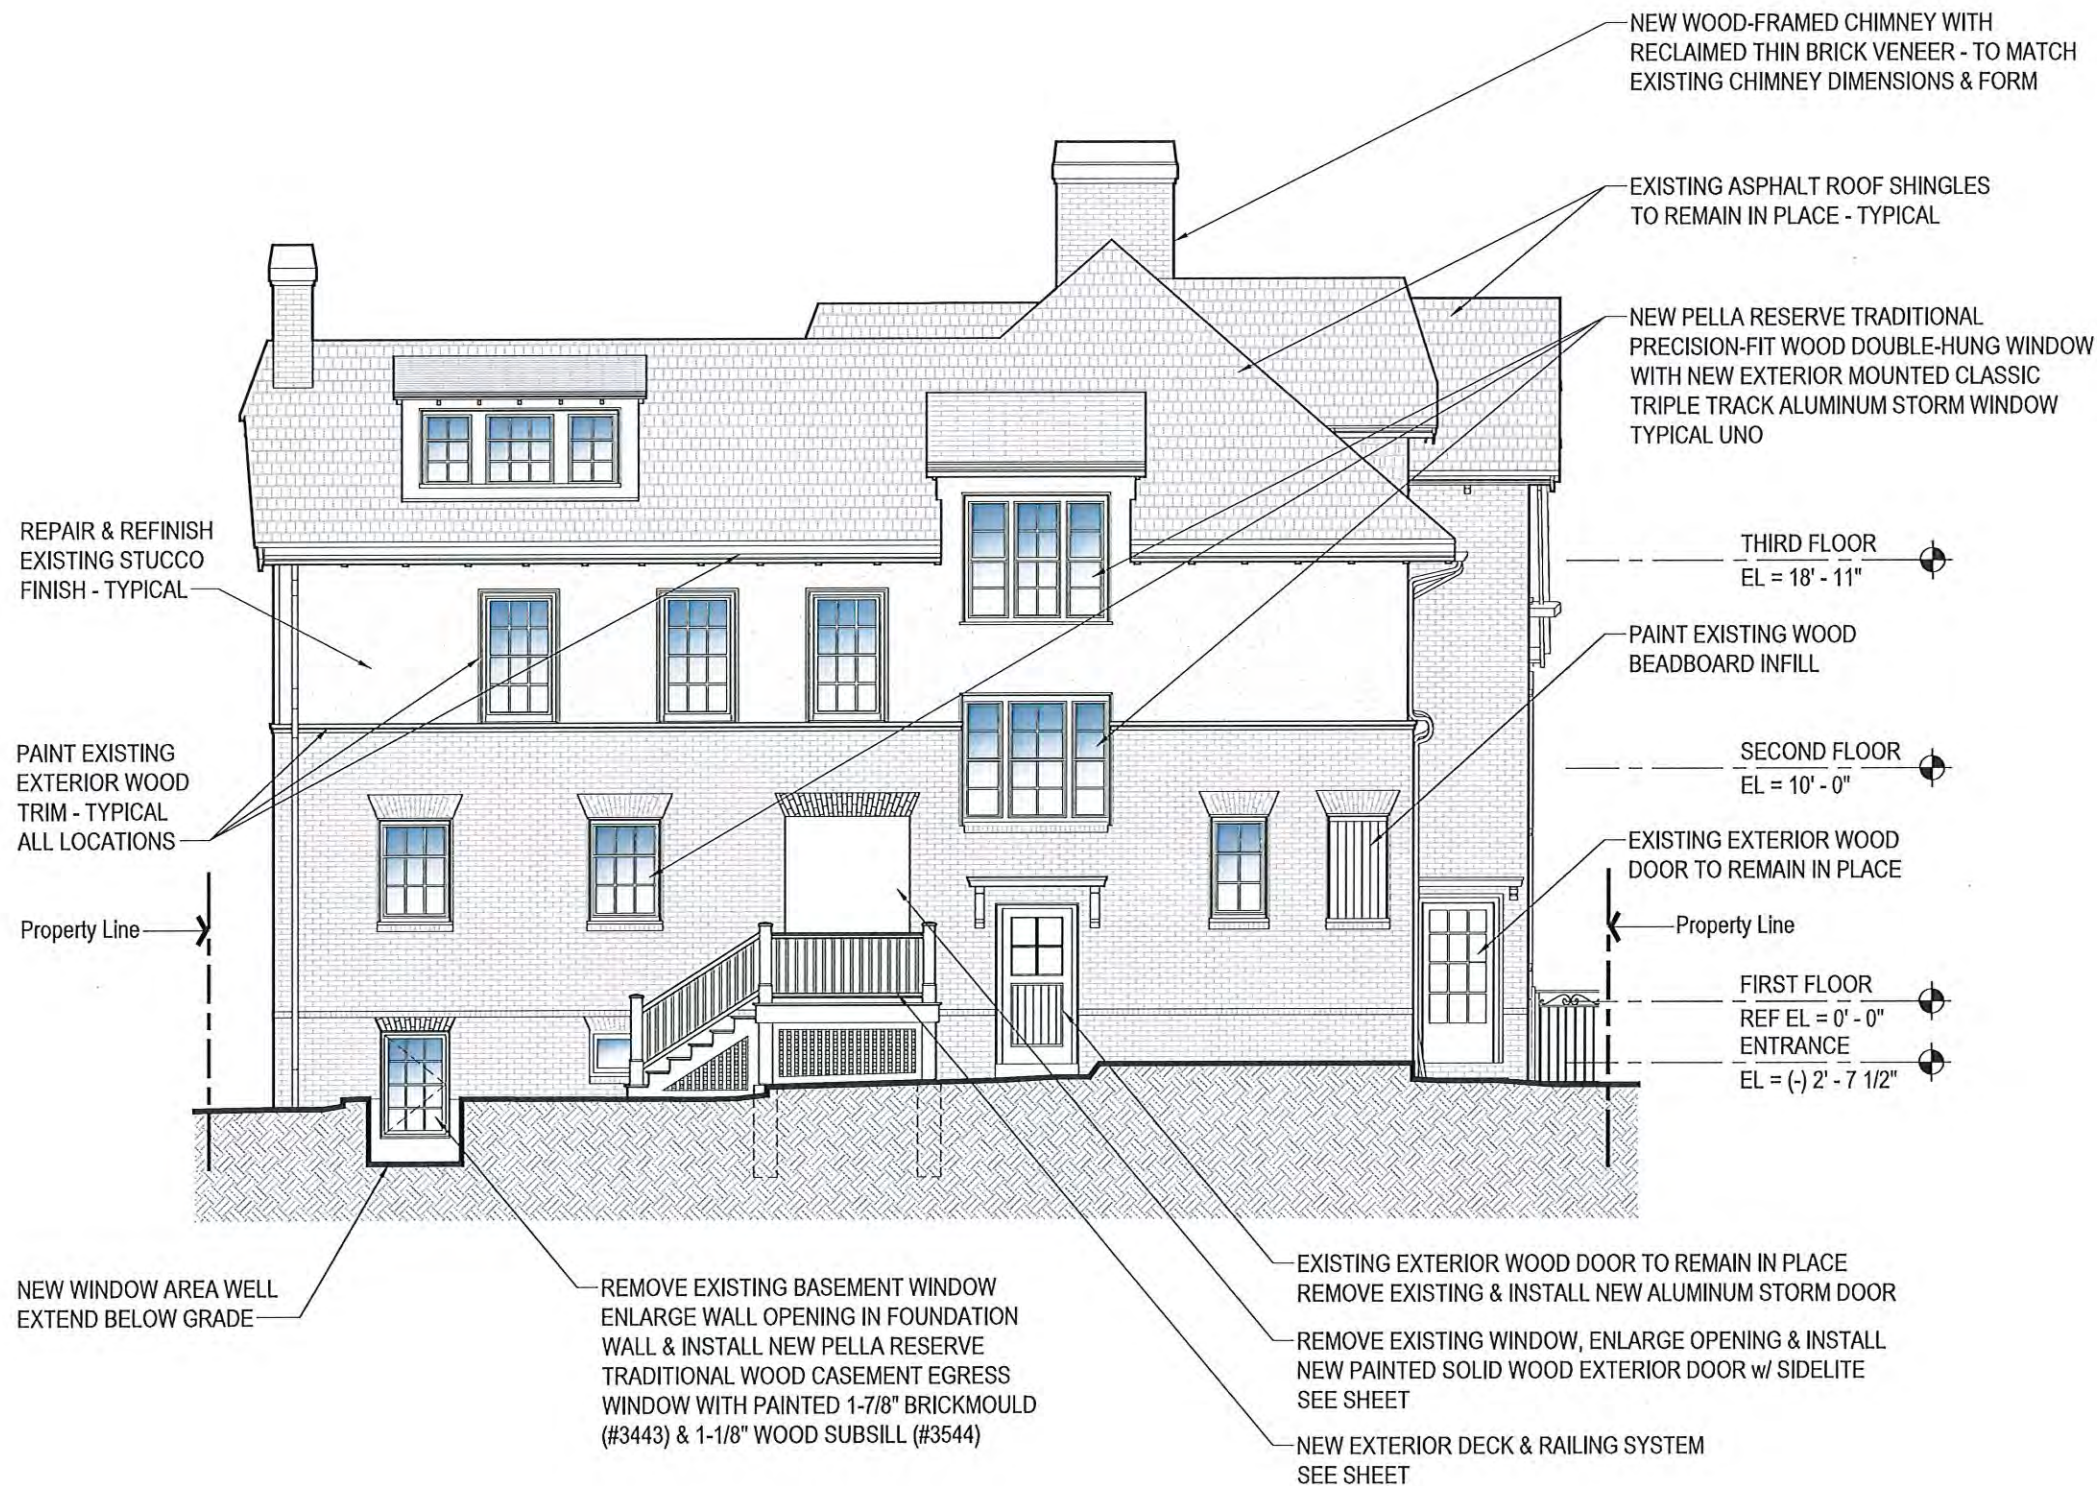 NEW WOOD-FRAMED CHIMNEY WITH
RECLAIMED THIN BRICK VENEER - TO MATCH
EXISTING CHIMNEY DIMENSIONS & FORM
EXISTING ASPHALT ROOF SHINGLES
TO REMAIN IN PLACE - TYPICAL
NEW PELLA RESERVE TRADITIONAL
PRECISION-FIT WOOD DOUBLE-HUNG WINDOW
WITH NEW EXTERIOR MOUNTED CLASSIC
TRIPLE TRACK ALUMINUM STORM WINDOW
TYPICAL UNO
REPAIR & REFINISH
EXISTING STUCCO
FINISH - TYPICAL
THIRD FLOOR
EL = 18' - 11"
PAINT EXISTING WOOD
BEADBOARD INFILL
PAINT EXISTING
EXTERIOR WOOD
TRIM - TYPICAL
ALL LOCATIONS
SECOND FLOOR
EL = 10' - 0"
EXISTING EXTERIOR WOOD
DOOR TO REMAIN IN PLACE
Property Line
Property Line
FIRST FLOOR
REF EL = 0' - 0"
ENTRANCE
EL = (-) 2' - 7 1/2"
NEW WINDOW AREA WELL
EXTEND BELOW GRADE
REMOVE EXISTING BASEMENT WINDOW
ENLARGE WALL OPENING IN FOUNDATION
WALL & INSTALL NEW PELLA RESERVE
TRADITIONAL WOOD CASEMENT EGRESS
WINDOW WITH PAINTED 1-7/8" BRICKMOULD
(#3443) & 1-1/8" WOOD SUBSILL (#3544)
EXISTING EXTERIOR WOOD DOOR TO REMAIN IN PLACE
REMOVE EXISTING & INSTALL NEW ALUMINUM STORM DOOR
REMOVE EXISTING WINDOW, ENLARGE OPENING & INSTALL
NEW PAINTED SOLID WOOD EXTERIOR DOOR w/ SIDELITE
SEE SHEET
NEW EXTERIOR DECK & RAILING SYSTEM
SEE SHEET